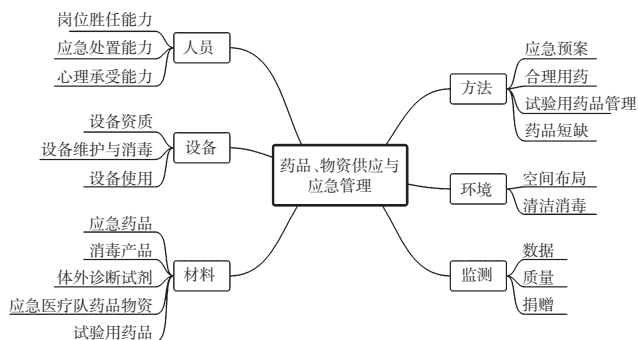 岗位胜任能力
应急处置能力
心理承受能力
人员
设备资质
设备维护与消毒
设备使用
设备
应急药品
消毒产品
体外诊断试剂
应急医疗队药品物资
试验用药品
材料
药品、物资供应与
应急管理
方法
应急预案
合理用药
试验用药品管理
药品短缺
环境
空间布局
清洁消毒
监测
数据
质量
捐赠